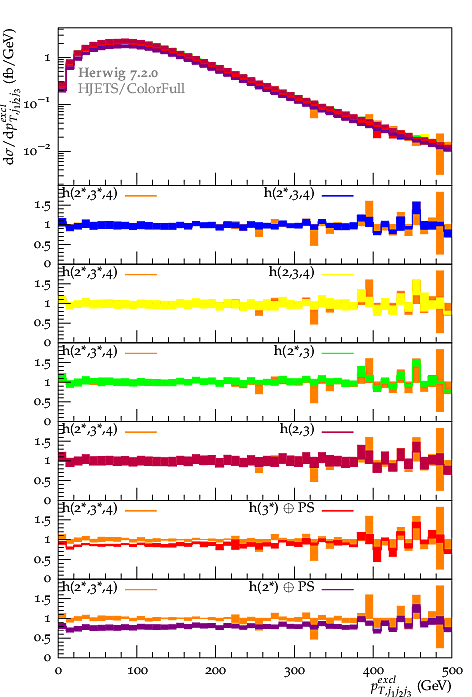 dσ/dp_{T,j1j2j3}^{excl} (fb/GeV)
1
10^{−1}
10^{−2}
Herwig 7.2.0
HJETS/ColorFull
h(2*,3*,4) h(2*,3,4)
1.5
1
0.5
0
h(2*,3*,4) h(2,3,4)
1.5
1
0.5
0
h(2*,3*,4) h(2*,3)
1.5
1
0.5
0
h(2*,3*,4) h(2,3)
1.5
1
0.5
0
h(2*,3*,4) h(3*) ⊕ PS
1.5
1
0.5
0
h(2*,3*,4) h(2*) ⊕ PS
1.5
1
0.5
0
0 100 200 300 400 500
p_{T,j1j2j3}^{excl} (GeV)